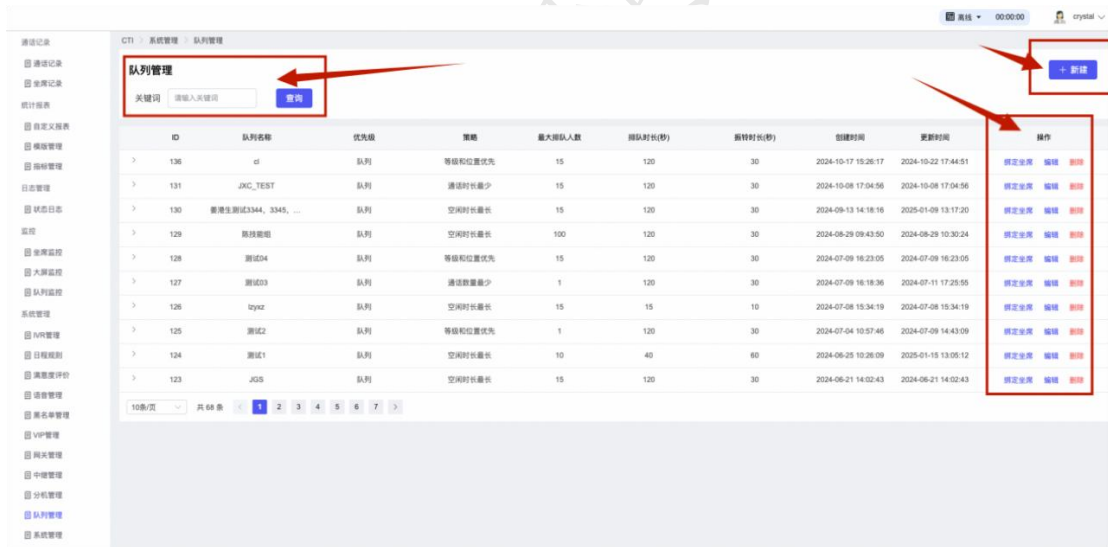 离线 00:00:00 crystal
CTI > 系统管理 > 队列管理
通话记录
通话记录
坐席记录
统计报表
自定义报表
模版管理
指标管理
日志管理
状态日志
监控
坐席监控
大屏监控
队列监控
系统管理
IVR管理
日程规则
满意度评价
语音管理
黑名单管理
VIP管理
网关管理
中继管理
分机管理
队列管理
系统管理
队列管理
+ 新建
关键词 请输入关键词 查询
ID 队列名称 优先级 策略 最大排队人数 排队时长(秒) 振铃时长(秒) 创建时间 更新时间 操作
136 cl 队列 等级和位置优先 15 120 30 2024-10-17 15:26:17 2024-10-22 17:44:51 绑定坐席 编辑 删除
131 JXC_TEST 队列 通话时长最少 15 120 30 2024-10-08 17:04:56 2024-10-08 17:04:56 绑定坐席 编辑 删除
130 姜港生测试3344，3345，... 队列 空闲时长最长 15 120 30 2024-09-13 14:18:16 2025-01-09 13:17:20 绑定坐席 编辑 删除
129 陈技能组 队列 空闲时长最长 100 120 30 2024-08-29 09:43:50 2024-08-29 10:30:24 绑定坐席 编辑 删除
128 测试04 队列 等级和位置优先 15 120 30 2024-07-09 16:23:05 2024-07-09 16:23:05 绑定坐席 编辑 删除
127 测试03 队列 通话数量最少 1 120 30 2024-07-09 16:18:36 2024-07-11 17:25:55 绑定坐席 编辑 删除
126 lzyxz 队列 空闲时长最长 15 15 10 2024-07-08 15:34:19 2024-07-08 15:34:19 绑定坐席 编辑 删除
125 测试2 队列 等级和位置优先 1 120 30 2024-07-04 10:57:46 2024-07-09 14:43:09 绑定坐席 编辑 删除
124 测试1 队列 空闲时长最长 10 40 60 2024-06-25 10:26:09 2025-01-15 13:05:12 绑定坐席 编辑 删除
123 JGS 队列 空闲时长最长 15 120 30 2024-06-21 14:02:43 2024-06-21 14:02:43 绑定坐席 编辑 删除
10条/页 共 68 条 < 1 2 3 4 5 6 7 >